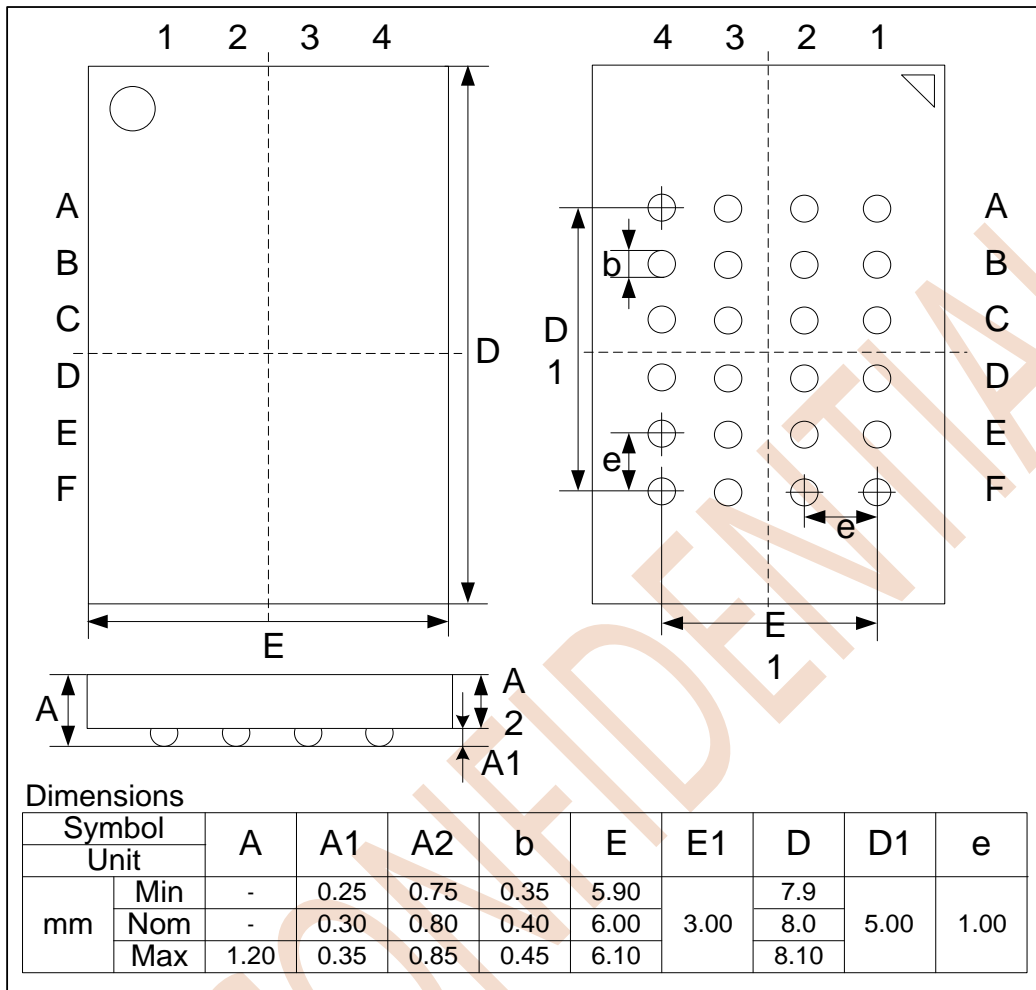 1 2 3 4
4 3 2 1
A
B
C
D
E
F
D
E
A
B
C
D
E
F
b
D
1
e
e
E
1
A
A
2
A1
Dimensions
Symbol A A1 A2 b E E1 D D1 e
Unit
mm Min - 0.25 0.75 0.35 5.90 3.00 7.9 5.00 1.00
Nom - 0.30 0.80 0.40 6.00 8.0
Max 1.20 0.35 0.85 0.45 6.10 8.10
CONFIDENTIAL